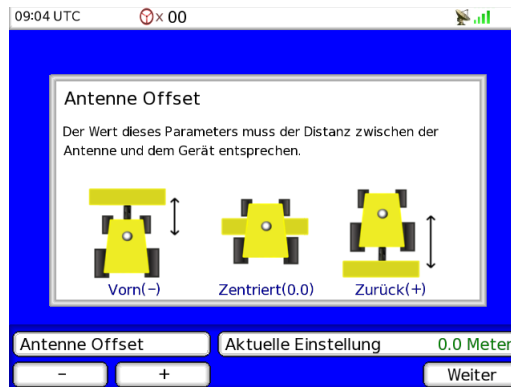 09:04 UTC x 00
Antenne Offset
Der Wert dieses Parameters muss der Distanz zwischen der
Antenne und dem Gerät entsprechen.
Vorn(−) Zentriert(0.0) Zurück(+)
Antenne Offset Aktuelle Einstellung 0.0 Meter
− + Weiter